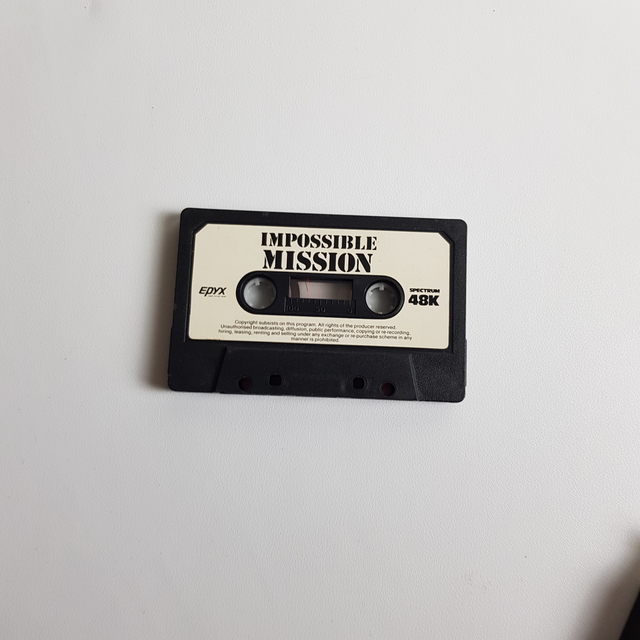 IMPOSSIBLE
MISSION
EPYX
SPECTRUM
48K
Copyright subsists on this program. All rights of the producer reserved.
Unauthorised broadcasting, diffusion, public performance, copying or re-recording,
hiring, leasing, renting and selling under any exchange or re-purchase scheme in any
manner is prohibited.